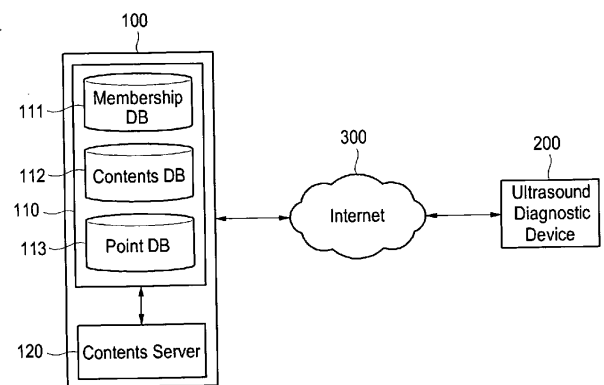 100
Membership
DB
111
Contents DB
112
110
Point DB
113
Contents Server
120
300
Internet
200
Ultrasound
Diagnostic
Device